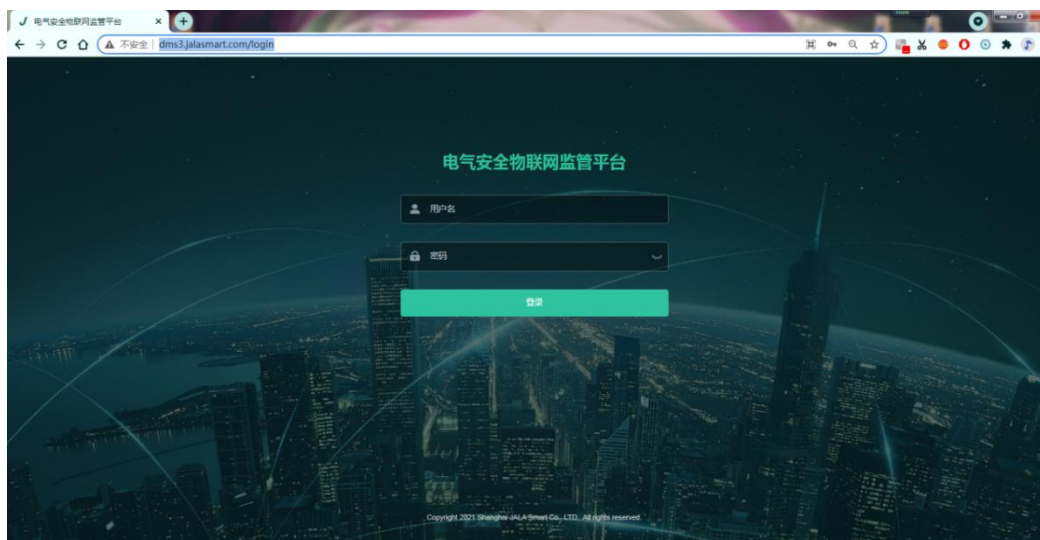 电气安全物联网监管平台
不安全 dms3.jalasmart.com/login
电气安全物联网监管平台
用户名
密码
登录
Copyright 2021 Shanghai JALA Smart Co., LTD. All rights reserved.